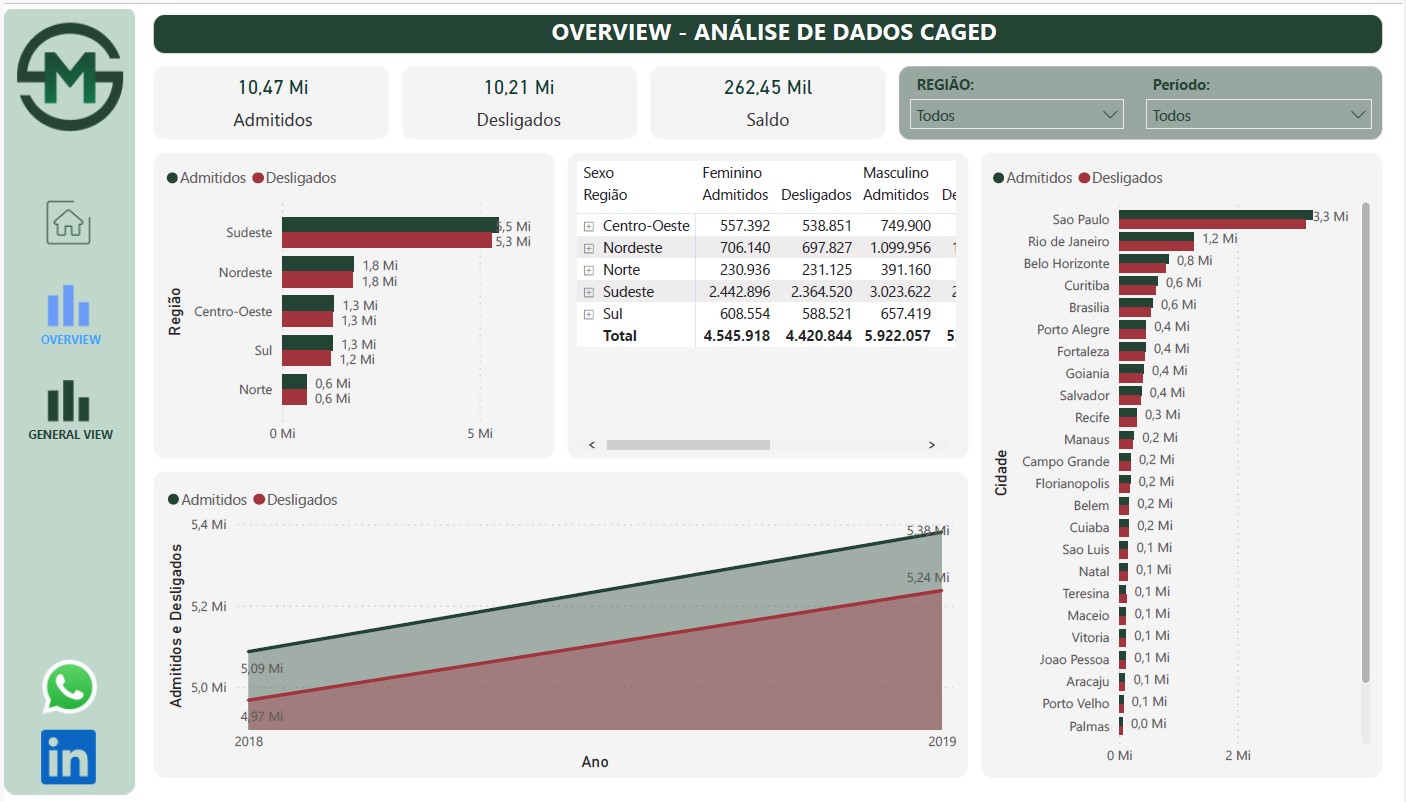 M
OVERVIEW - ANÁLISE DE DADOS CAGED
10,47 Mi
Admitidos
10,21 Mi
Desligados
262,45 Mil
Saldo
REGIÃO:
Todos
Período:
Todos
OVERVIEW
GENERAL VIEW
in
Admitidos Desligados
Região
Sudeste 5,5 Mi
5,3 Mi
Nordeste 1,8 Mi
1,8 Mi
Centro-Oeste 1,3 Mi
1,3 Mi
Sul 1,3 Mi
1,2 Mi
Norte 0,6 Mi
0,6 Mi
0 Mi 5 Mi
Sexo Feminino Masculino
Região Admitidos Desligados Admitidos De
Centro-Oeste 557.392 538.851 749.900
Nordeste 706.140 697.827 1.099.956 1
Norte 230.936 231.125 391.160
Sudeste 2.442.896 2.364.520 3.023.622 2
Sul 608.554 588.521 657.419
Total 4.545.918 4.420.844 5.922.057 5.
Admitidos Desligados
Admitidos e Desligados
5,4 Mi
5,2 Mi
5,0 Mi
5,38 Mi
5,24 Mi
5,09 Mi
4,97 Mi
2018 2019
Ano
Admitidos Desligados
Cidade
Sao Paulo 3,3 Mi
Rio de Janeiro 1,2 Mi
Belo Horizonte 0,8 Mi
Curitiba 0,6 Mi
Brasilia 0,6 Mi
Porto Alegre 0,4 Mi
Fortaleza 0,4 Mi
Goiania 0,4 Mi
Salvador 0,4 Mi
Recife 0,3 Mi
Manaus 0,2 Mi
Campo Grande 0,2 Mi
Florianopolis 0,2 Mi
Belem 0,2 Mi
Cuiaba 0,2 Mi
Sao Luis 0,1 Mi
Natal 0,1 Mi
Teresina 0,1 Mi
Maceio 0,1 Mi
Vitoria 0,1 Mi
Joao Pessoa 0,1 Mi
Aracaju 0,1 Mi
Porto Velho 0,1 Mi
Palmas 0,0 Mi
0 Mi 2 Mi